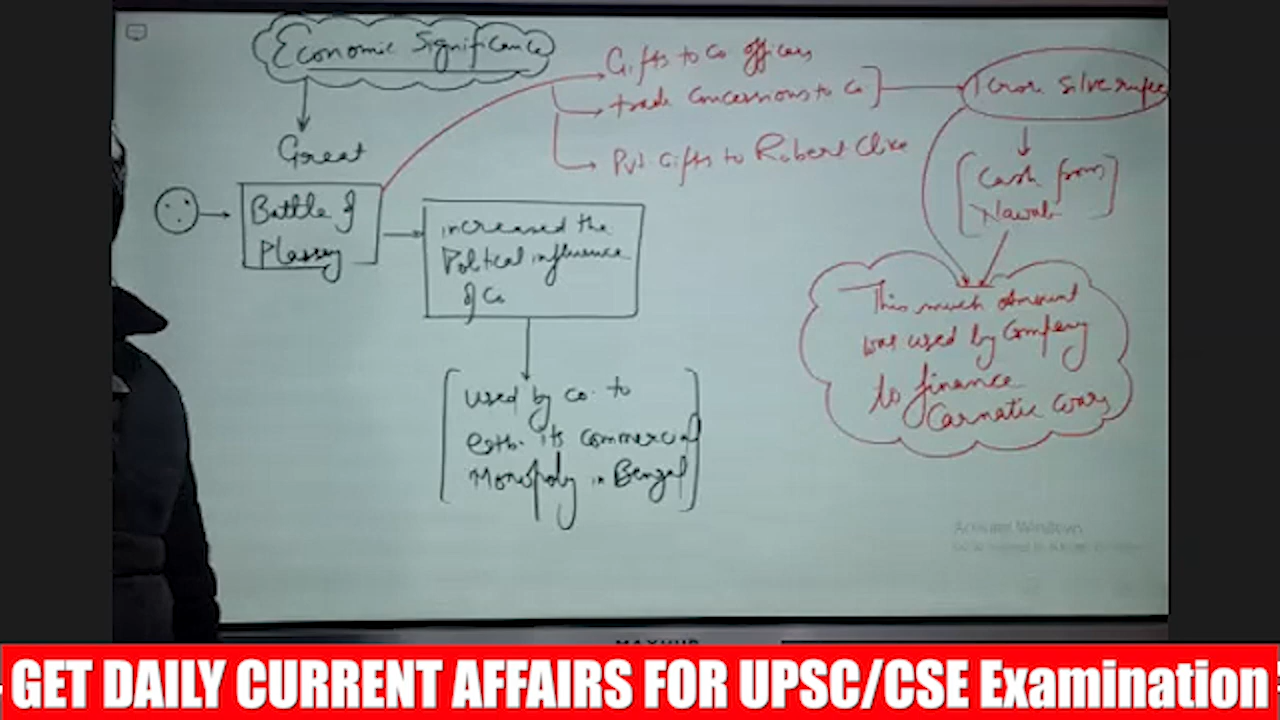 Economic Significance
Great
Battle of
Plassey
increased the
Political influence
of Co
used by co. to
estb. its commercial
Monopoly in Bengal
Gifts to Co officers
trade concessions to Co
Pvt Gifts to Robert Clive
1 Cror Silve rupee
Cash from
Nawab
This much amount
was used by Company
to finance
Carnatic wars
Activate Windows
MAXHUB
GET DAILY CURRENT AFFAIRS FOR UPSC/CSE Examination